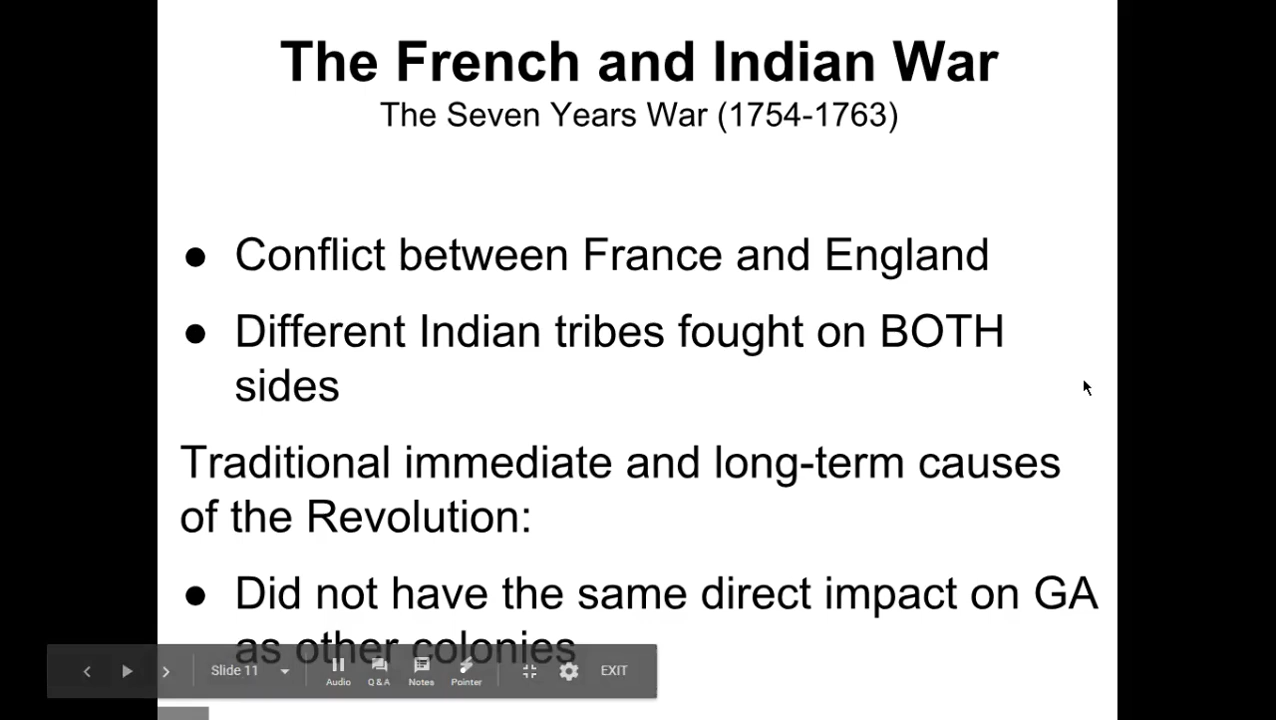 The French and Indian War
The Seven Years War (1754-1763)
● Conflict between France and England
● Different Indian tribes fought on BOTH
sides
Traditional immediate and long-term causes
of the Revolution:
● Did not have the same direct impact on GA
as other colonies
Slide 11
Audio
Q & A
Notes
Pointer
EXIT